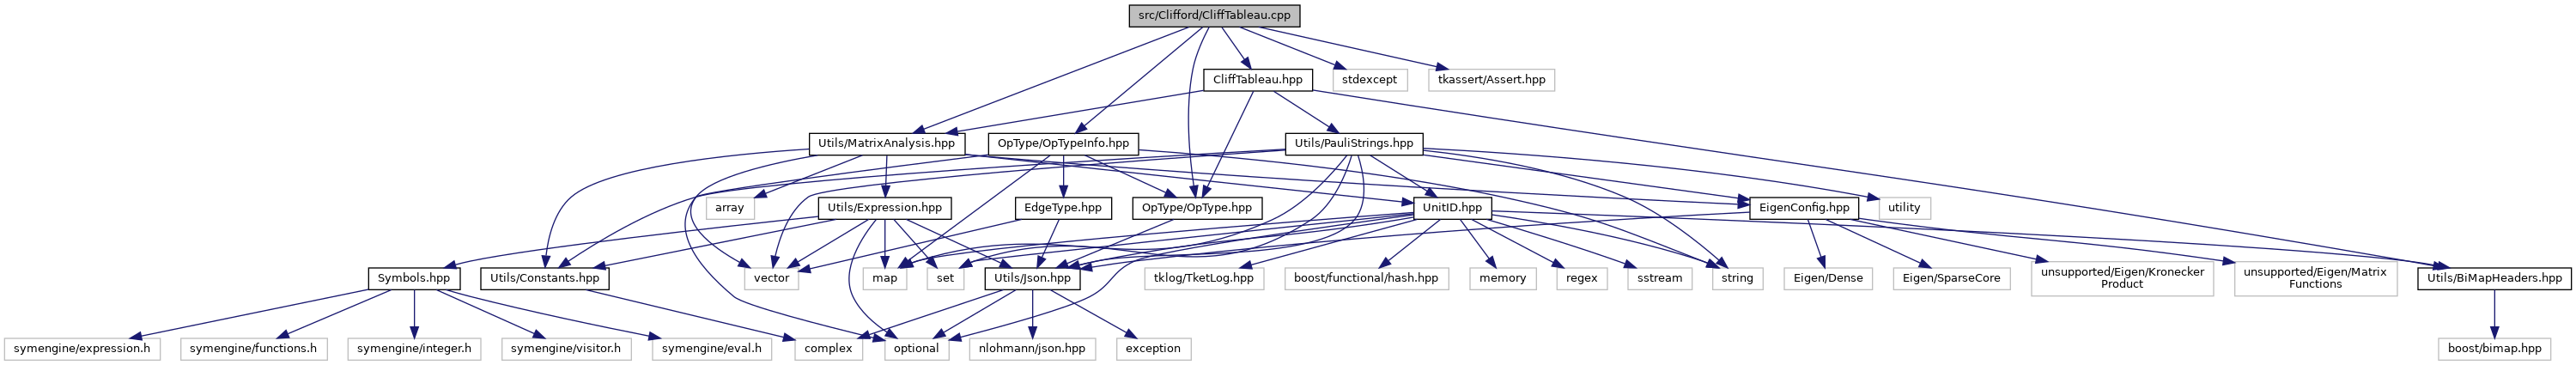 src/Clifford/CliffTableau.cpp
CliffTableau.hpp
stdexcept
tkassert/Assert.hpp
Utils/MatrixAnalysis.hpp
OpType/OpTypeInfo.hpp
Utils/PauliStrings.hpp
array
Utils/Expression.hpp
EdgeType.hpp
OpType/OpType.hpp
UnitID.hpp
EigenConfig.hpp
utility
Symbols.hpp
Utils/Constants.hpp
vector
map
set
Utils/Json.hpp
tklog/TketLog.hpp
boost/functional/hash.hpp
memory
regex
sstream
string
Eigen/Dense
Eigen/SparseCore
unsupported/Eigen/Kronecker
Product
unsupported/Eigen/Matrix
Functions
Utils/BiMapHeaders.hpp
symengine/expression.h
symengine/functions.h
symengine/integer.h
symengine/visitor.h
symengine/eval.h
complex
optional
nlohmann/json.hpp
exception
boost/bimap.hpp